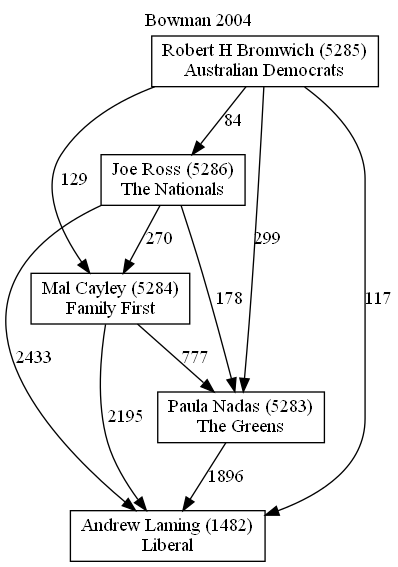 Bowman 2004
Robert H Bromwich (5285)
Australian Democrats
84
Joe Ross (5286)
The Nationals
129
270
299
Mal Cayley (5284)
Family First
178
117
2433
777
2195
Paula Nadas (5283)
The Greens
1896
Andrew Laming (1482)
Liberal